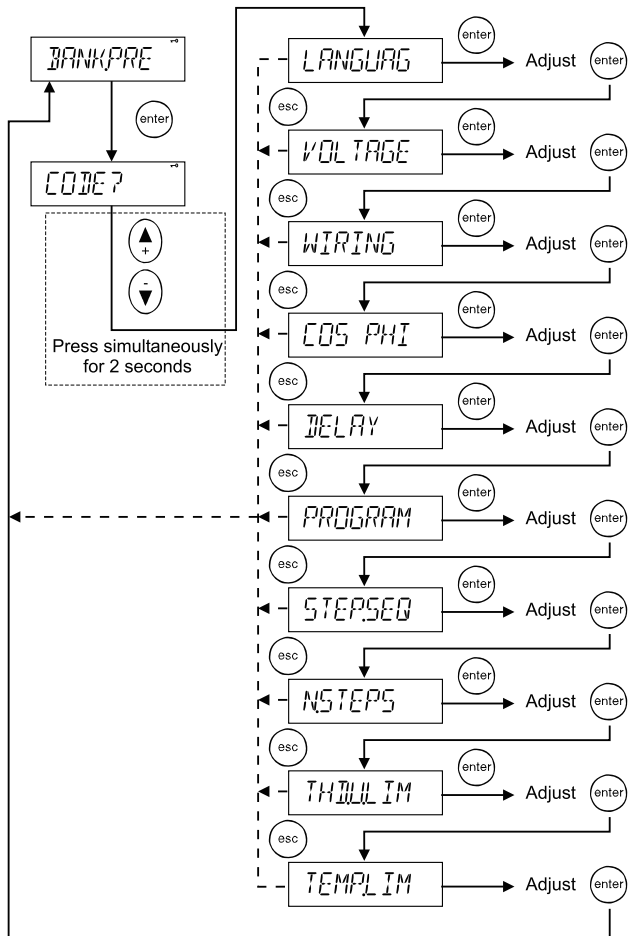 BANK.PRE
enter
CODE?
+
-
Press simultaneously
for 2 seconds
LANGUAG enter Adjust enter
esc
VOLTAGE enter Adjust enter
esc
WIRING enter Adjust enter
esc
COS PHI enter Adjust enter
esc
DELAY enter Adjust enter
esc
PROGRAM enter Adjust enter
esc
STEP.SEQ enter Adjust enter
esc
N.STEPS enter Adjust enter
esc
THD.U.LIM enter Adjust enter
esc
TEMP.LIM Adjust enter